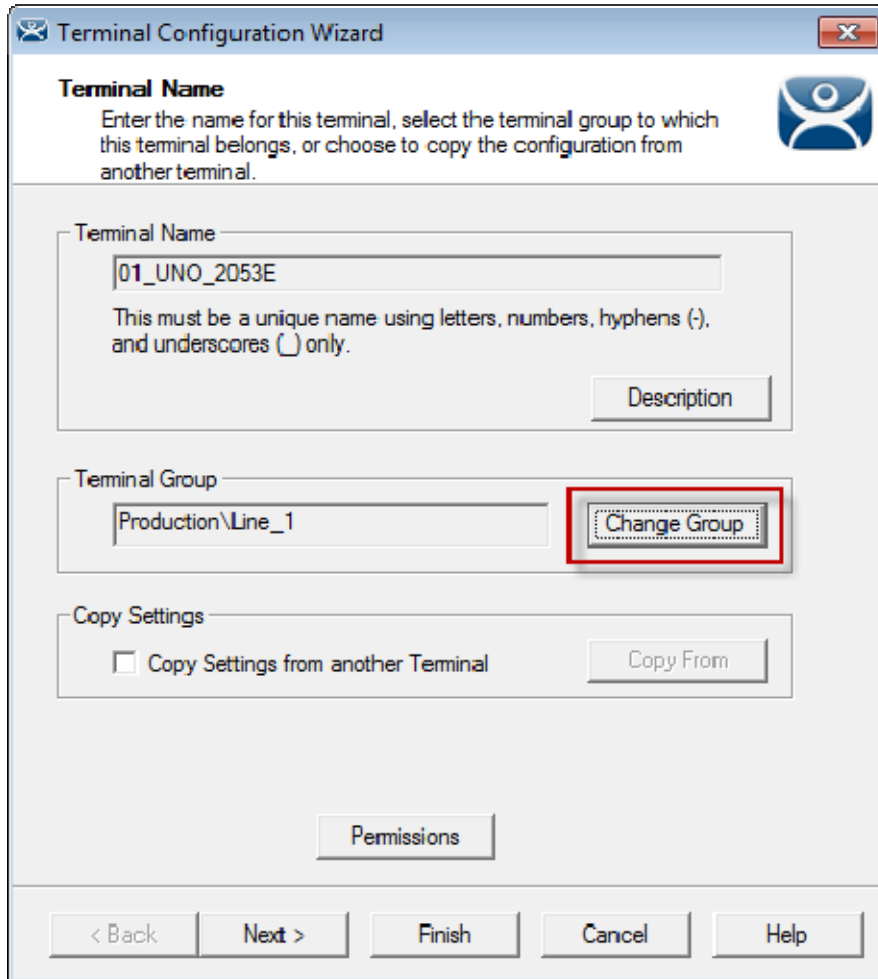 Terminal Configuration Wizard
Terminal Name
Enter the name for this terminal, select the terminal group to which
this terminal belongs, or choose to copy the configuration from
another terminal.
Terminal Name
01_UNO_2053E
This must be a unique name using letters, numbers, hyphens (-),
and underscores (_) only.
Description
Terminal Group
Production\Line_1
Change Group
Copy Settings
Copy Settings from another Terminal
Copy From
Permissions
< Back
Next >
Finish
Cancel
Help